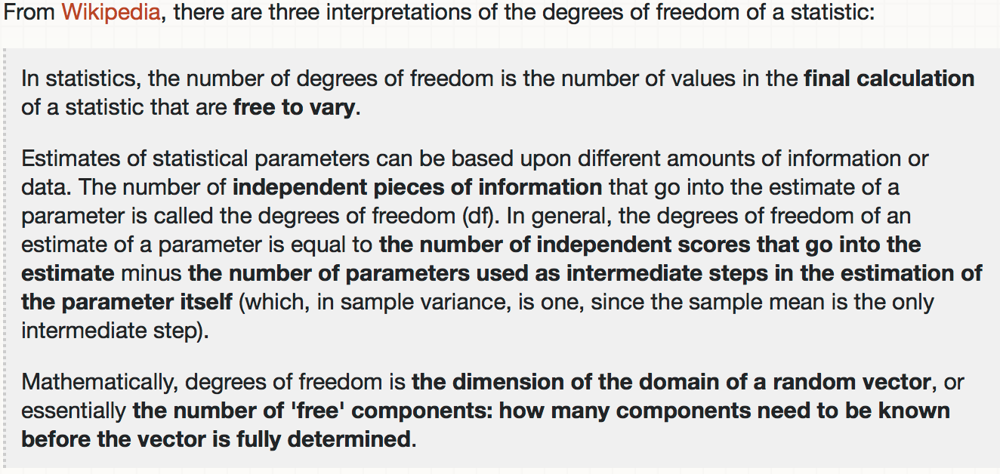 From Wikipedia, there are three interpretations of the degrees of freedom of a statistic:
In statistics, the number of degrees of freedom is the number of values in the final calculation
of a statistic that are free to vary.
Estimates of statistical parameters can be based upon different amounts of information or
data. The number of independent pieces of information that go into the estimate of a
parameter is called the degrees of freedom (df). In general, the degrees of freedom of an
estimate of a parameter is equal to the number of independent scores that go into the
estimate minus the number of parameters used as intermediate steps in the estimation of
the parameter itself (which, in sample variance, is one, since the sample mean is the only
intermediate step).
Mathematically, degrees of freedom is the dimension of the domain of a random vector, or
essentially the number of 'free' components: how many components need to be known
before the vector is fully determined.